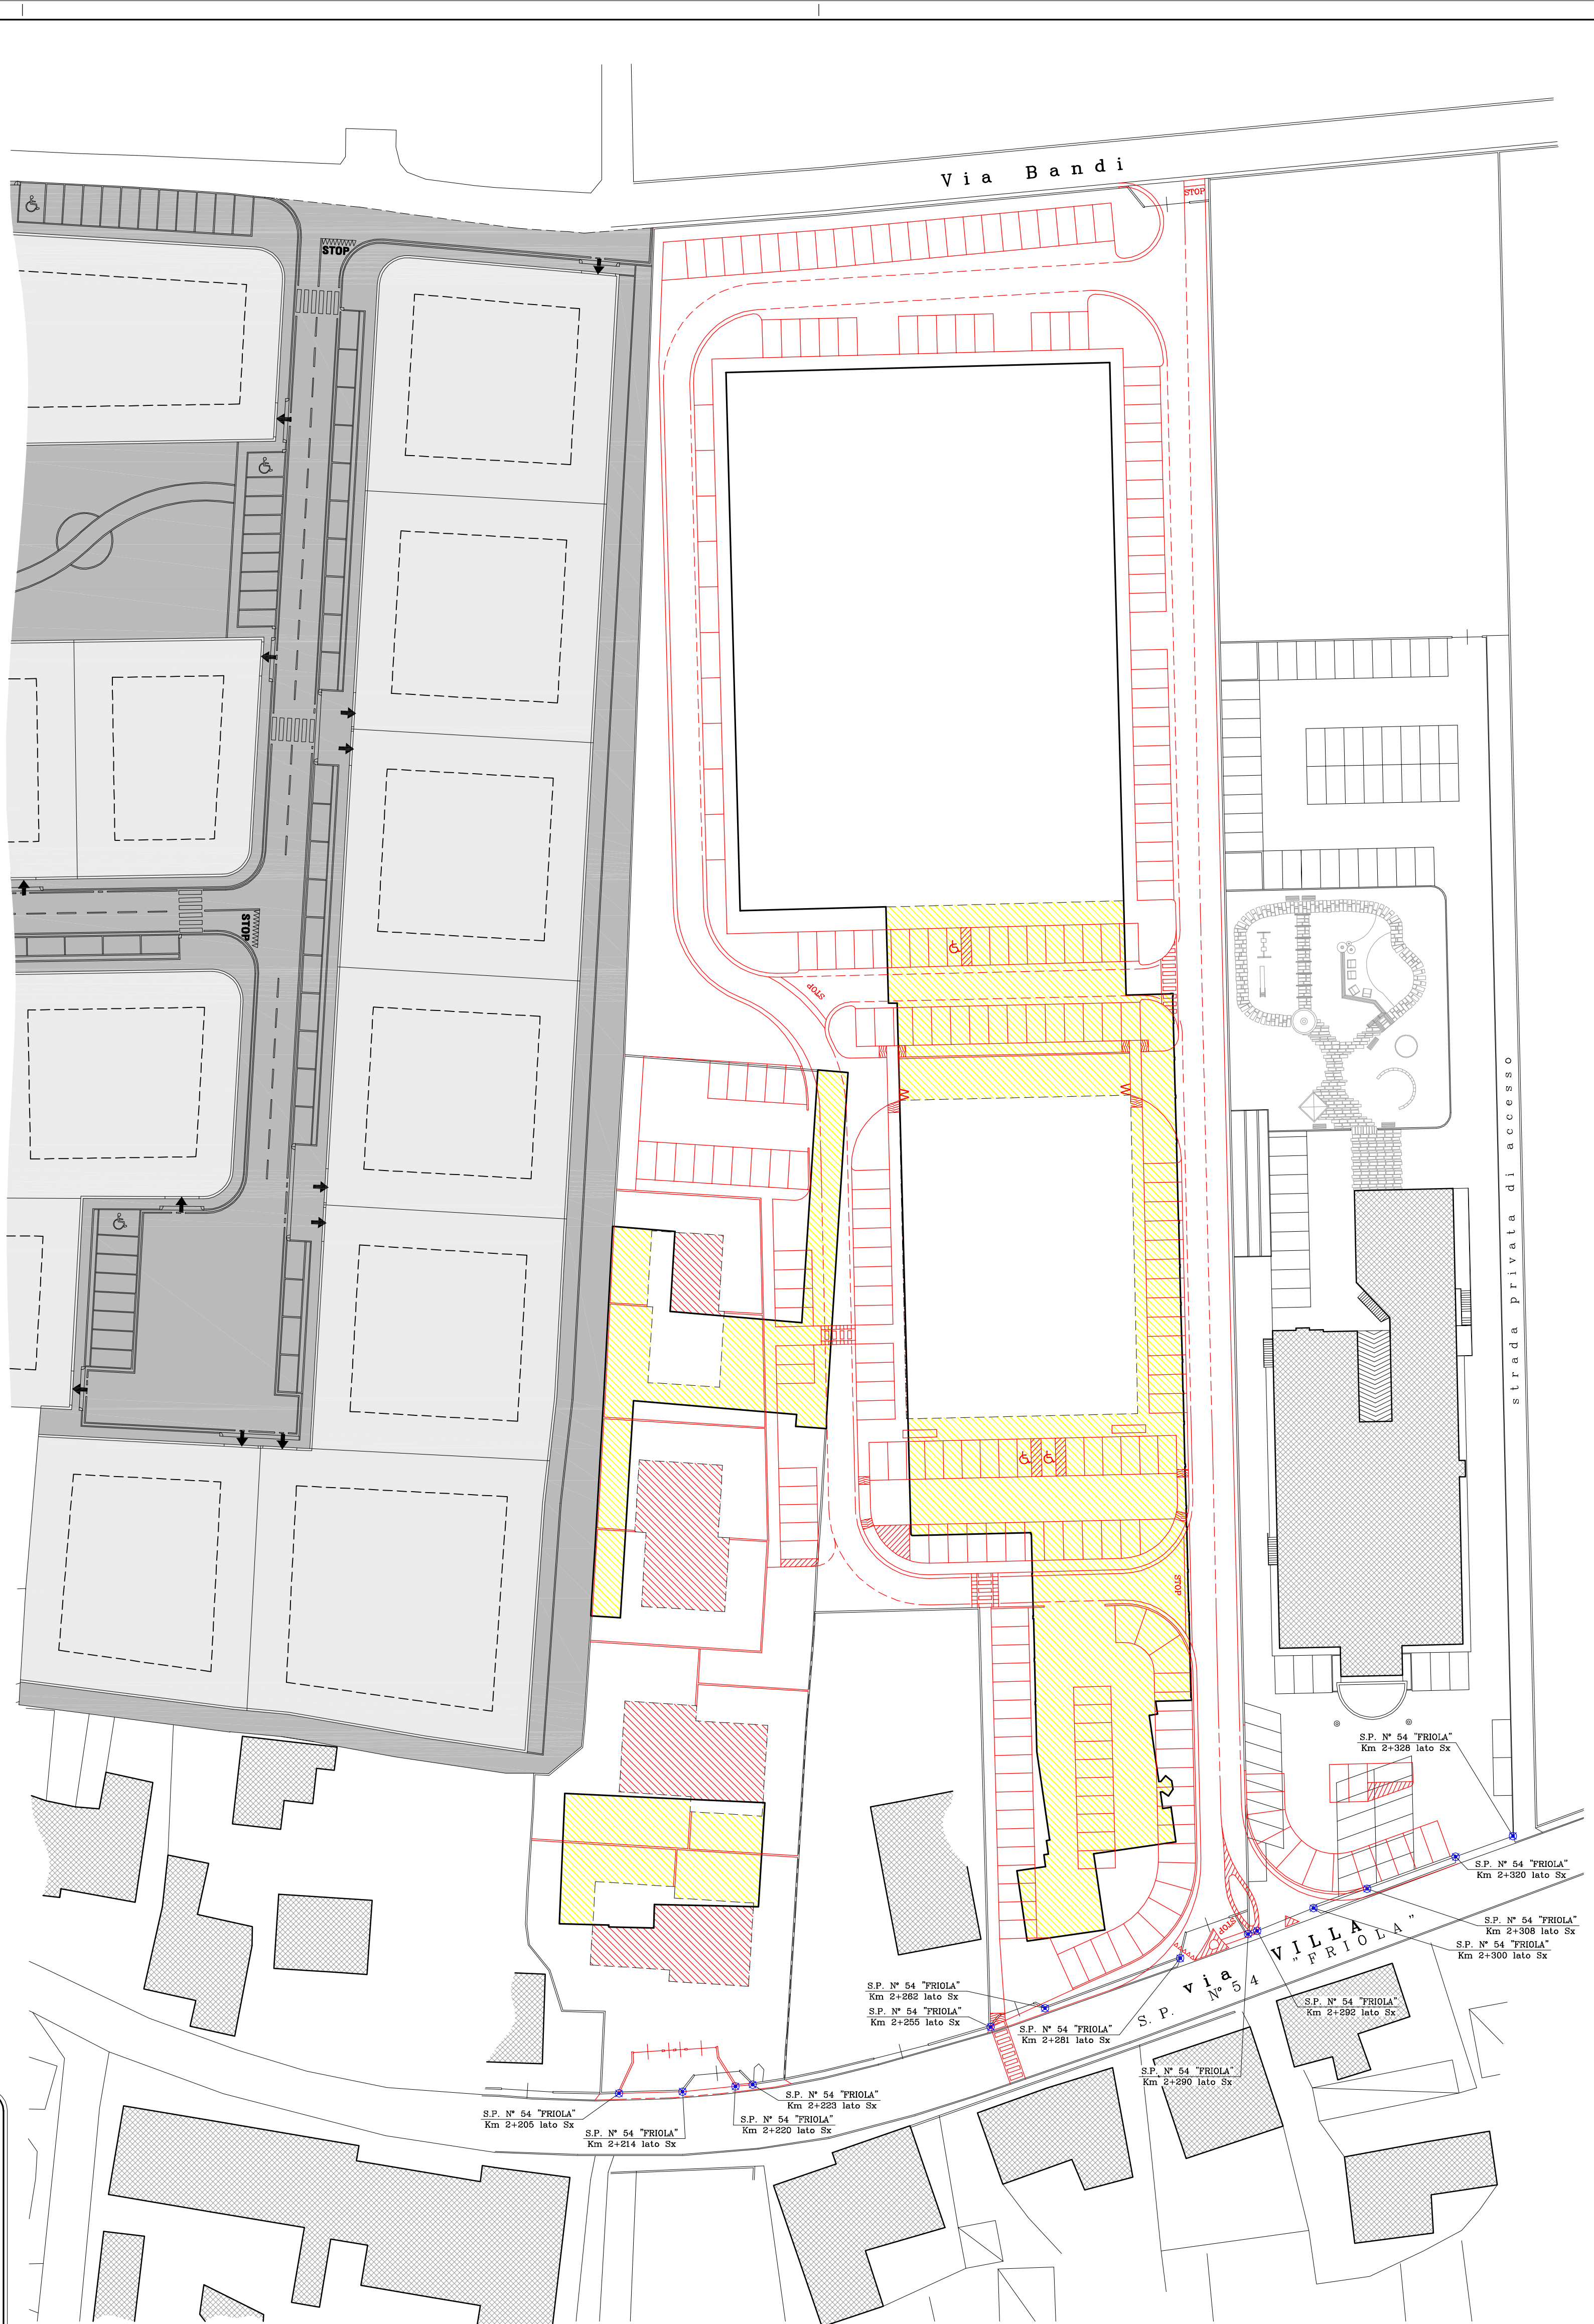 Via Bandi
STOP
STOP
STOP
STOP
strada privata di accesso
STOP
S.P. N° 54 "FRIOLA"
Km 2+328 lato Sx
S.P. N° 54 "FRIOLA"
Km 2+320 lato Sx
S.P. N° 54 "FRIOLA"
Km 2+308 lato Sx
S.P. N° 54 "FRIOLA"
Km 2+300 lato Sx
STOP
via VILLA
S.P. N° 54 "FRIOLA"
S.P. N° 54 "FRIOLA"
Km 2+262 lato Sx
S.P. N° 54 "FRIOLA"
Km 2+255 lato Sx
S.P. N° 54 "FRIOLA"
Km 2+292 lato Sx
S.P. N° 54 "FRIOLA"
Km 2+281 lato Sx
S.P. N° 54 "FRIOLA"
Km 2+290 lato Sx
S.P. N° 54 "FRIOLA"
Km 2+223 lato Sx
S.P. N° 54 "FRIOLA"
Km 2+205 lato Sx
S.P. N° 54 "FRIOLA"
Km 2+220 lato Sx
S.P. N° 54 "FRIOLA"
Km 2+214 lato Sx